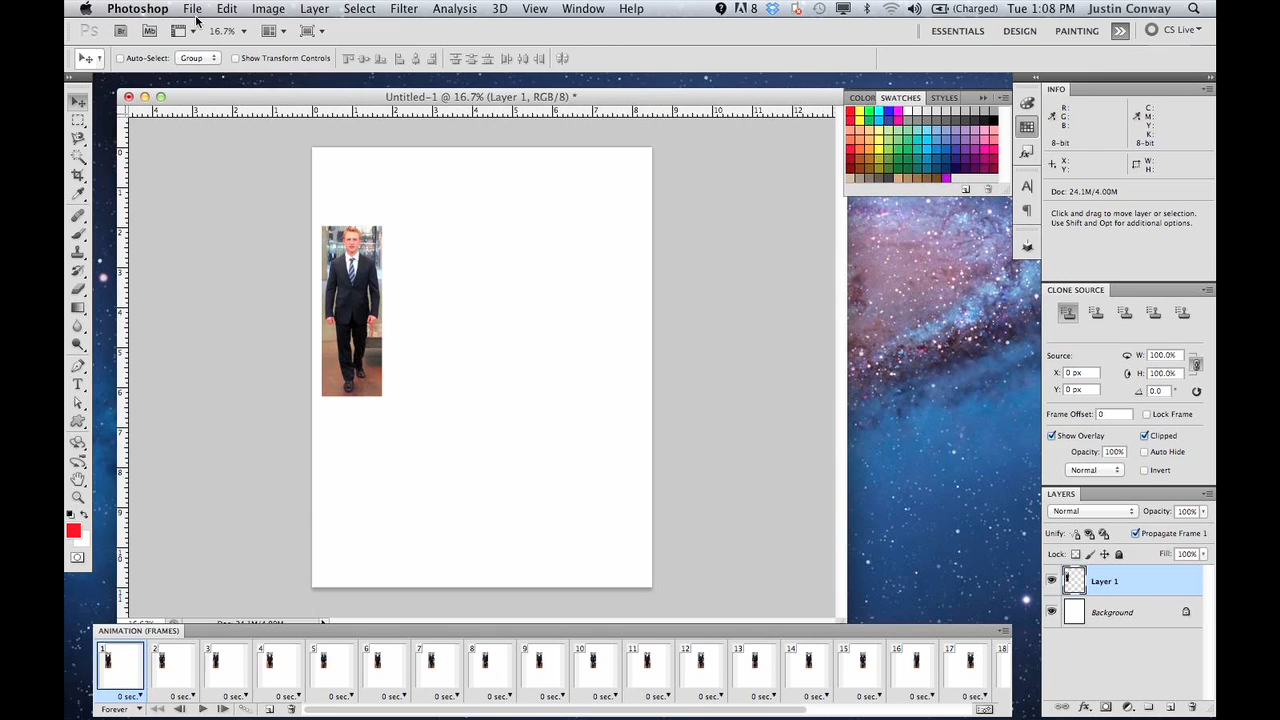 Photoshop File Edit Image Layer Select Filter Analysis 3D View Window Help 8 (Charged) Tue 1:08 PM Justin Conway
Ps Br Mb 16.7% ESSENTIALS DESIGN PAINTING CS Live
Auto-Select: Group Show Transform Controls
Untitled-1 @ 16.7% (Layer 1, RGB/8) *
COLOR SWATCHES STYLES
INFO
R: C:
G: M:
B: Y:
K:
8-bit 8-bit
X: W:
Y: H:
Doc: 24.1M/4.00M
Click and drag to move layer or selection.
Use Shift and Opt for additional options.
CLONE SOURCE
Source: W: 100.0%
X: 0 px H: 100.0%
Y: 0 px 0.0 °
Frame Offset: 0 Lock Frame
Show Overlay Clipped
Opacity: 100% Auto Hide
Normal Invert
LAYERS
Normal Opacity: 100%
Unify: Propagate Frame 1
Lock: Fill: 100%
Layer 1
Background
ANIMATION (FRAMES)
1 2 3 4 5 6 7 8 9 10 11 12 13 14 15 16 17 18
0 sec. 0 sec. 0 sec. 0 sec. 0 sec. 0 sec. 0 sec. 0 sec. 0 sec. 0 sec. 0 sec. 0 sec. 0 sec. 0 sec. 0 sec. 0 sec. 0 sec.
Forever